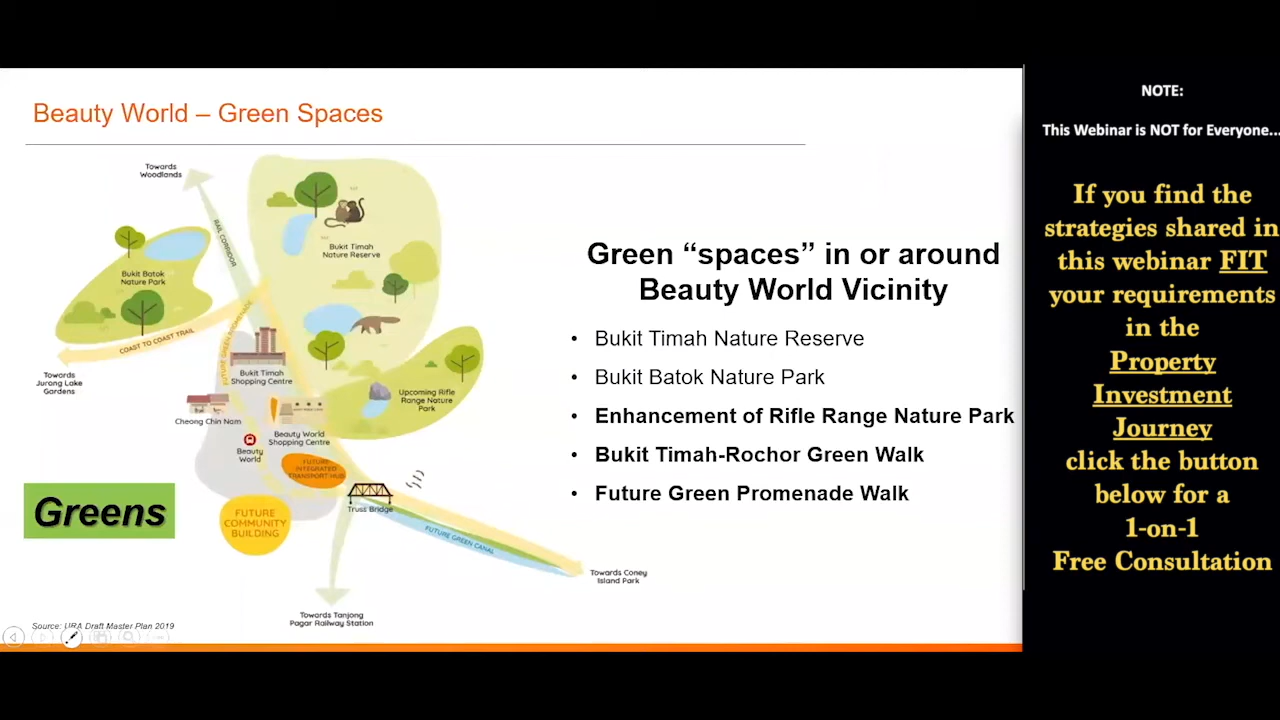 Beauty World – Green Spaces
Towards
Woodlands
RAIL CORRIDOR
Bukit Timah
Nature Reserve
Bukit Batok
Nature Park
COAST TO COAST TRAIL
FUTURE GREEN PROMENADE
Towards
Jurong Lake
Gardens
Bukit Timah
Shopping Centre
Upcoming Rifle
Range Nature
Park
Cheong Chin Nam
Beauty World
Shopping Centre
Beauty
World
FUTURE
INTEGRATED
TRANSPORT HUB
Truss Bridge
FUTURE
COMMUNITY
BUILDING
FUTURE GREEN CANAL
Towards Coney
Island Park
Towards Tanjong
Pagar Railway Station
Greens
Source: URA Draft Master Plan 2019
Green “spaces” in or around
Beauty World Vicinity
• Bukit Timah Nature Reserve
• Bukit Batok Nature Park
• Enhancement of Rifle Range Nature Park
• Bukit Timah-Rochor Green Walk
• Future Green Promenade Walk
NOTE:
This Webinar is NOT for Everyone...
If you find the
strategies shared in
this webinar FIT
your requirements
in the
Property
Investment
Journey
click the button
below for a
1-on-1
Free Consultation